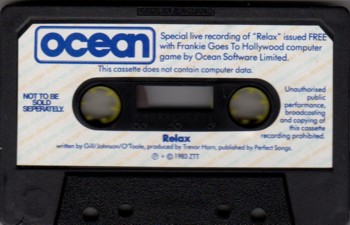 ocean
Special live recording of "Relax" issued FREE
with Frankie Goes To Hollywood computer
game by Ocean Software Limited.
This cassette does not contain computer data.
NOT TO BE
SOLD
SEPERATELY.
Unauthorised
public
performance,
broadcasting
and copying of
this cassette
recording prohibited.
Relax
written by Gill/Johnson/O'Toole, produced by Trevor Horn, published by Perfect Songs.
Ⓟ + © 1983 ZTT